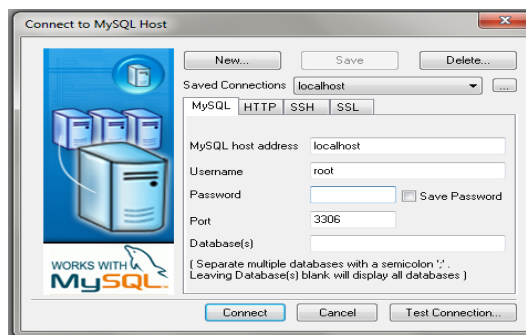 Connect to MySQL Host
New... Save Delete...
Saved Connections localhost ...
MySQL HTTP SSH SSL
MySQL host address localhost
Username root
Password Save Password
Port 3306
Database(s)
( Separate multiple databases with a semicolon ';' .
Leaving Database(s) blank will display all databases )
WORKS WITH
MySQL
Connect Cancel Test Connection...